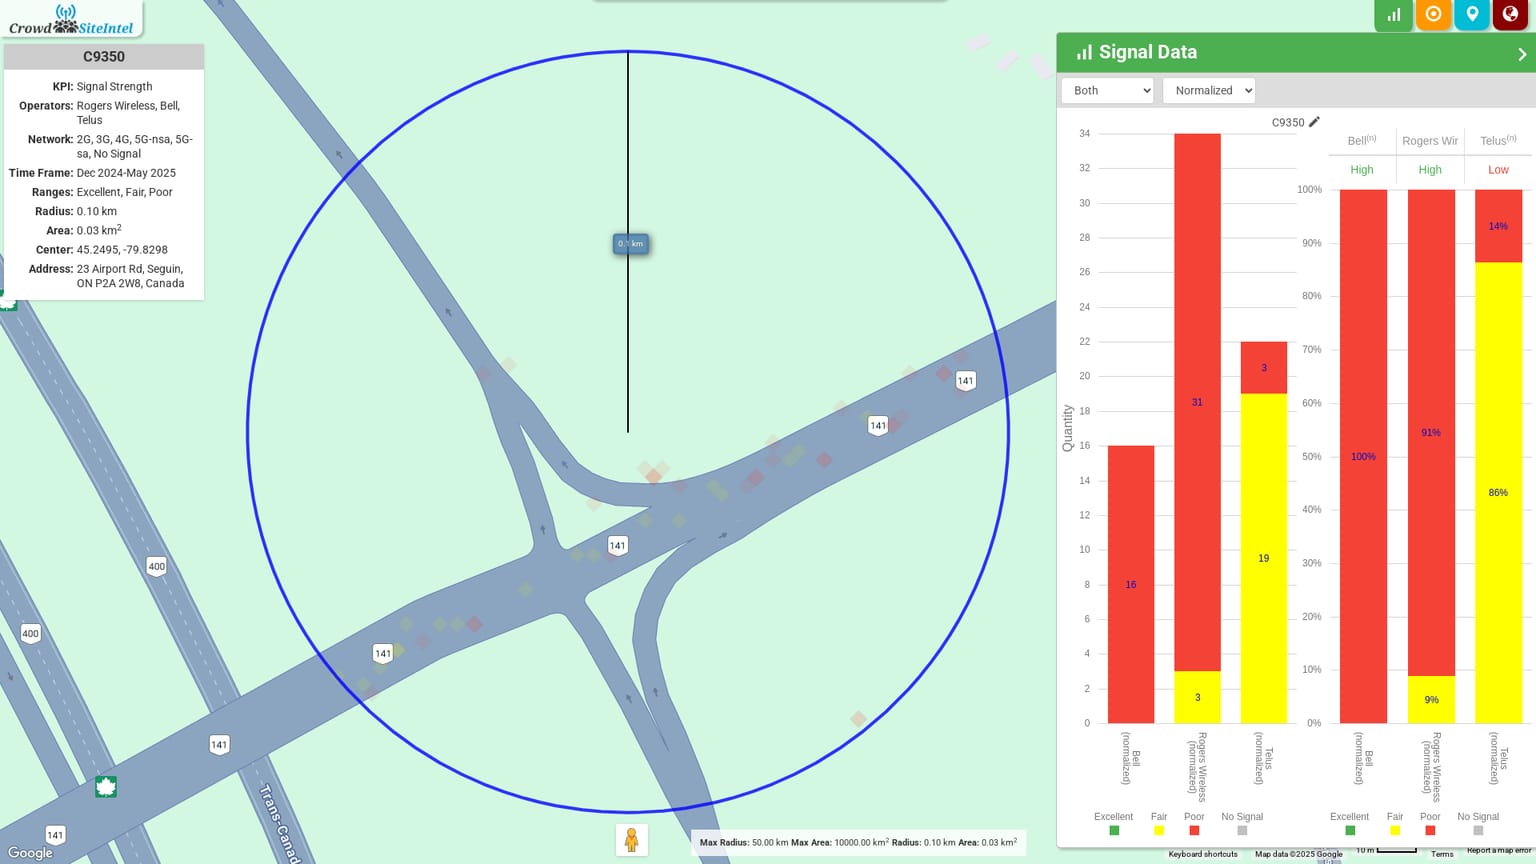 Crowd SiteIntel
C9350
KPI: Signal Strength
Operators: Rogers Wireless, Bell,
Telus
Network: 2G, 3G, 4G, 5G-nsa, 5G-
sa, No Signal
Time Frame: Dec 2024-May 2025
Ranges: Excellent, Fair, Poor
Radius: 0.10 km
Area: 0.03 km²
Center: 45.2495, -79.8298
Address: 23 Airport Rd, Seguin,
ON P2A 2W8, Canada
0.1 km
141
141
141
141
141
141
400
400
Trans-Canad
Google
Max Radius: 50.00 km Max Area: 10000.00 km² Radius: 0.10 km Area: 0.03 km²
Signal Data
Both
Normalized
C9350
Quantity
34
32
30
28
26
24
22
20
18
16
14
12
10
8
6
4
2
0
16
31
3
3
19
Bell
(normalized)
Rogers Wireless
(normalized)
Telus
(normalized)
Excellent
Fair
Poor
No Signal
Bell(n)
Rogers Wir
Telus(n)
High
High
Low
100%
90%
80%
70%
60%
50%
40%
30%
20%
10%
0%
100%
91%
9%
14%
86%
Bell
(normalized)
Rogers Wireless
(normalized)
Telus
(normalized)
Excellent
Fair
Poor
No Signal
Keyboard shortcuts
Map data ©2025 Google
10 m
Terms
Report a map error